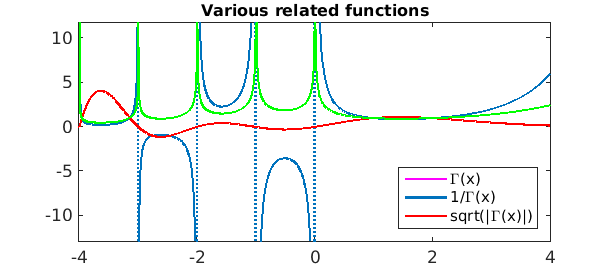 Various related functions
10
5
0
-5
-10
-4
-2
0
2
4
Γ(x)
1/Γ(x)
sqrt(|Γ(x)|)